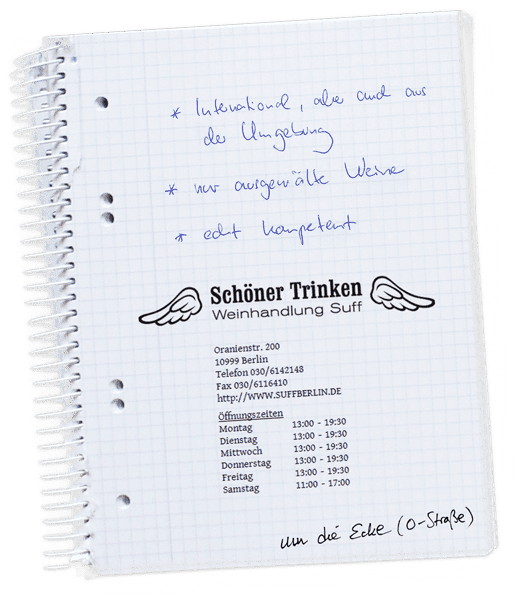 * International, aber auch aus
der Umgebung
* nur ausgewälte Weine
* echt kompetent
Schöner Trinken
Weinhandlung Suff
Oranienstr. 200
10999 Berlin
Telefon 030/6142148
Fax 030/6116410
http://WWW.SUFFBERLIN.DE
Öffnungszeiten
Montag 13:00 - 19:30
Dienstag 13:00 - 19:30
Mittwoch 13:00 - 19:30
Donnerstag 13:00 - 19:30
Freitag 13:00 - 19:30
Samstag 11:00 - 17:00
um die Ecke (O-Straße)